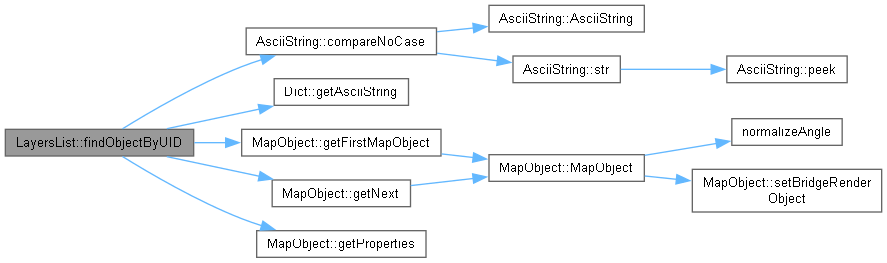 LayersList::findObjectByUID
AsciiString::compareNoCase
AsciiString::AsciiString
AsciiString::str
AsciiString::peek
Dict::getAsciiString
MapObject::getFirstMapObject
MapObject::getNext
MapObject::getProperties
MapObject::MapObject
normalizeAngle
MapObject::setBridgeRender
Object